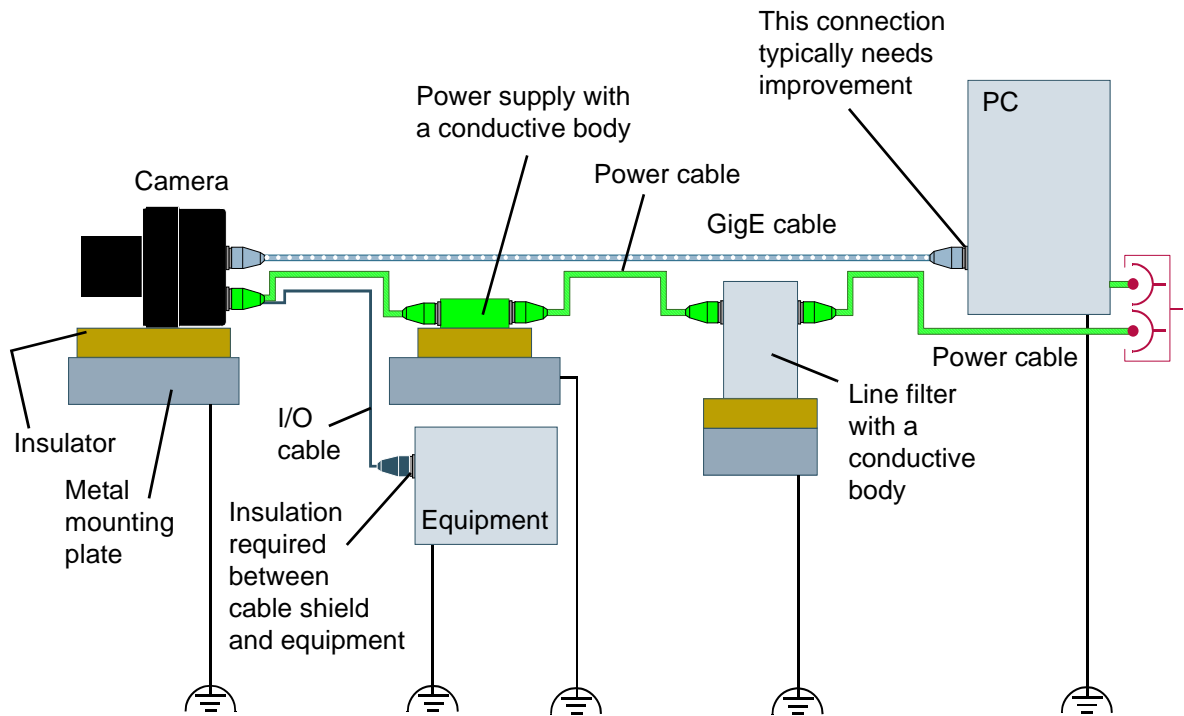 This connection
typically needs
improvement
PC
Power supply with
a conductive body
Power cable
Camera
GigE cable
Power cable
I/O
cable
Line filter
with a
conductive
body
Insulator
Metal
mounting
plate
Insulation
required
between
cable shield
and equipment
Equipment